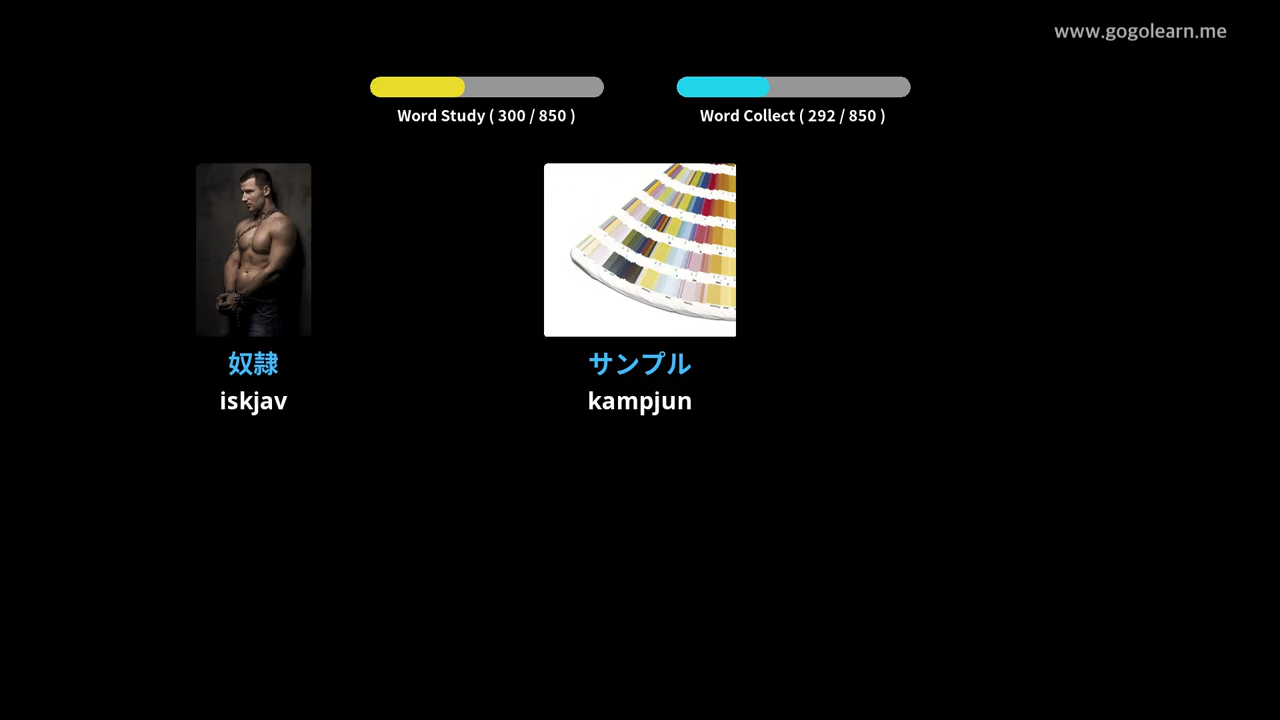 www.gogolearn.me
Word Study ( 300 / 850 )
Word Collect ( 292 / 850 )
奴隷
iskjav
サンプル
kampjun